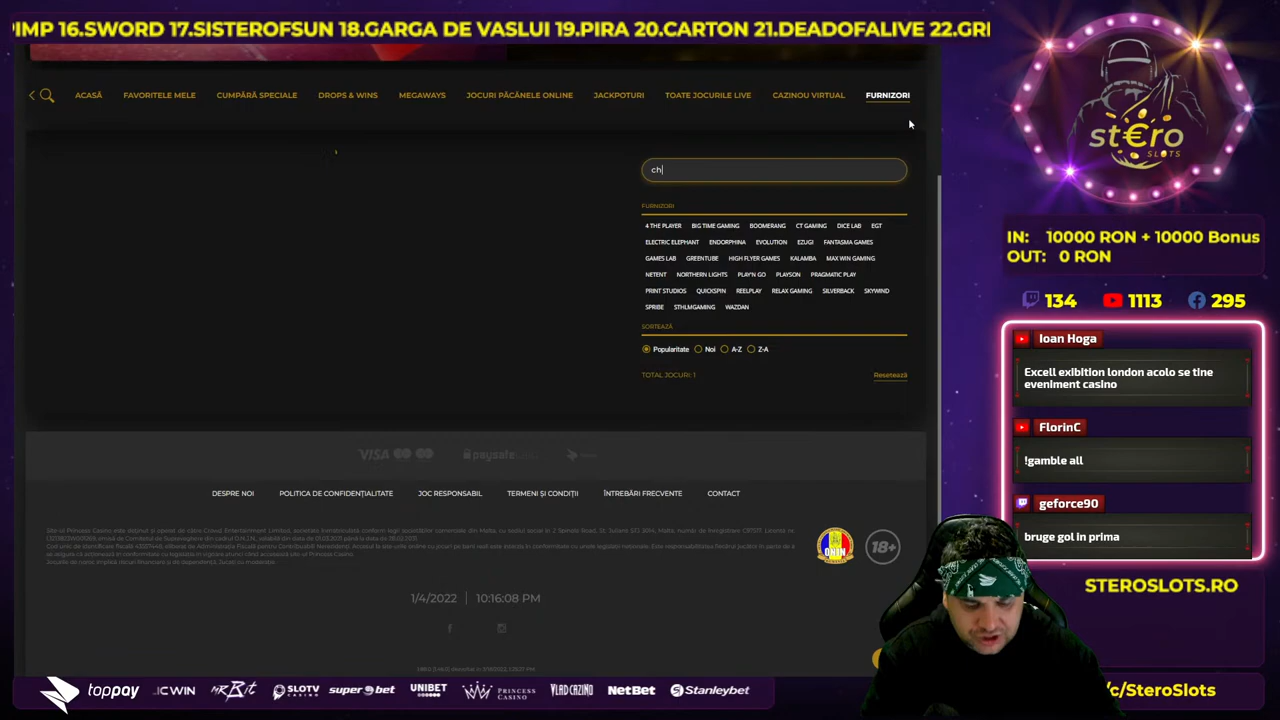 IMP 16.SWORD 17.SISTEROFSUN 18.GARGA DE VASLUI 19.PIRA 20.CARTON 21.DEADOFALIVE 22.GRI
ACASĂ FAVORITELE MELE CUMPĂRĂ SPECIALE DROPS & WINS MEGAWAYS JOCURI PĂCĂNELE ONLINE JACKPOTURI TOATE JOCURILE LIVE CAZINOU VIRTUAL FURNIZORI
ch
FURNIZORI
4 THE PLAYER BIG TIME GAMING BOOMERANG CT GAMING DICE LAB EGT
ELECTRIC ELEPHANT ENDORPHINA EVOLUTION EZUGI FANTASMA GAMES
GAMES LAB GREENTUBE HIGH FLYER GAMES KALAMBA MAX WIN GAMING
NETENT NORTHERN LIGHTS PLAY'N GO PLAYSON PRAGMATIC PLAY
PRINT STUDIOS QUICKSPIN REELPLAY RELAX GAMING SILVERBACK SKYWIND
SPRIBE STHLMGAMING WAZDAN
SORTEAZĂ
Popularitate Noi A-Z Z-A
TOTAL JOCURI: 1 Resetează
VISA paysafe
DESPRE NOI POLITICA DE CONFIDENȚIALITATE JOC RESPONSABIL TERMENI ȘI CONDIȚII ÎNTREBĂRI FRECVENTE CONTACT
ONJN 18+
1/4/2022 10:16:08 PM
st€ro
SLOTS
IN: 10000 RON + 10000 Bonus
OUT: 0 RON
134 1113 295
Ioan Hoga
Excell exibition london acolo se tine
eveniment casino
FlorinC
!gamble all
geforce90
bruge gol in prima
STEROSLOTS.RO
toppay .ICWIN MRBIT SLOTV CASINO superbet UNIBET PRINCESS CASINO VLADCAZINO NetBet Stanleybet
/c/SteroSlots